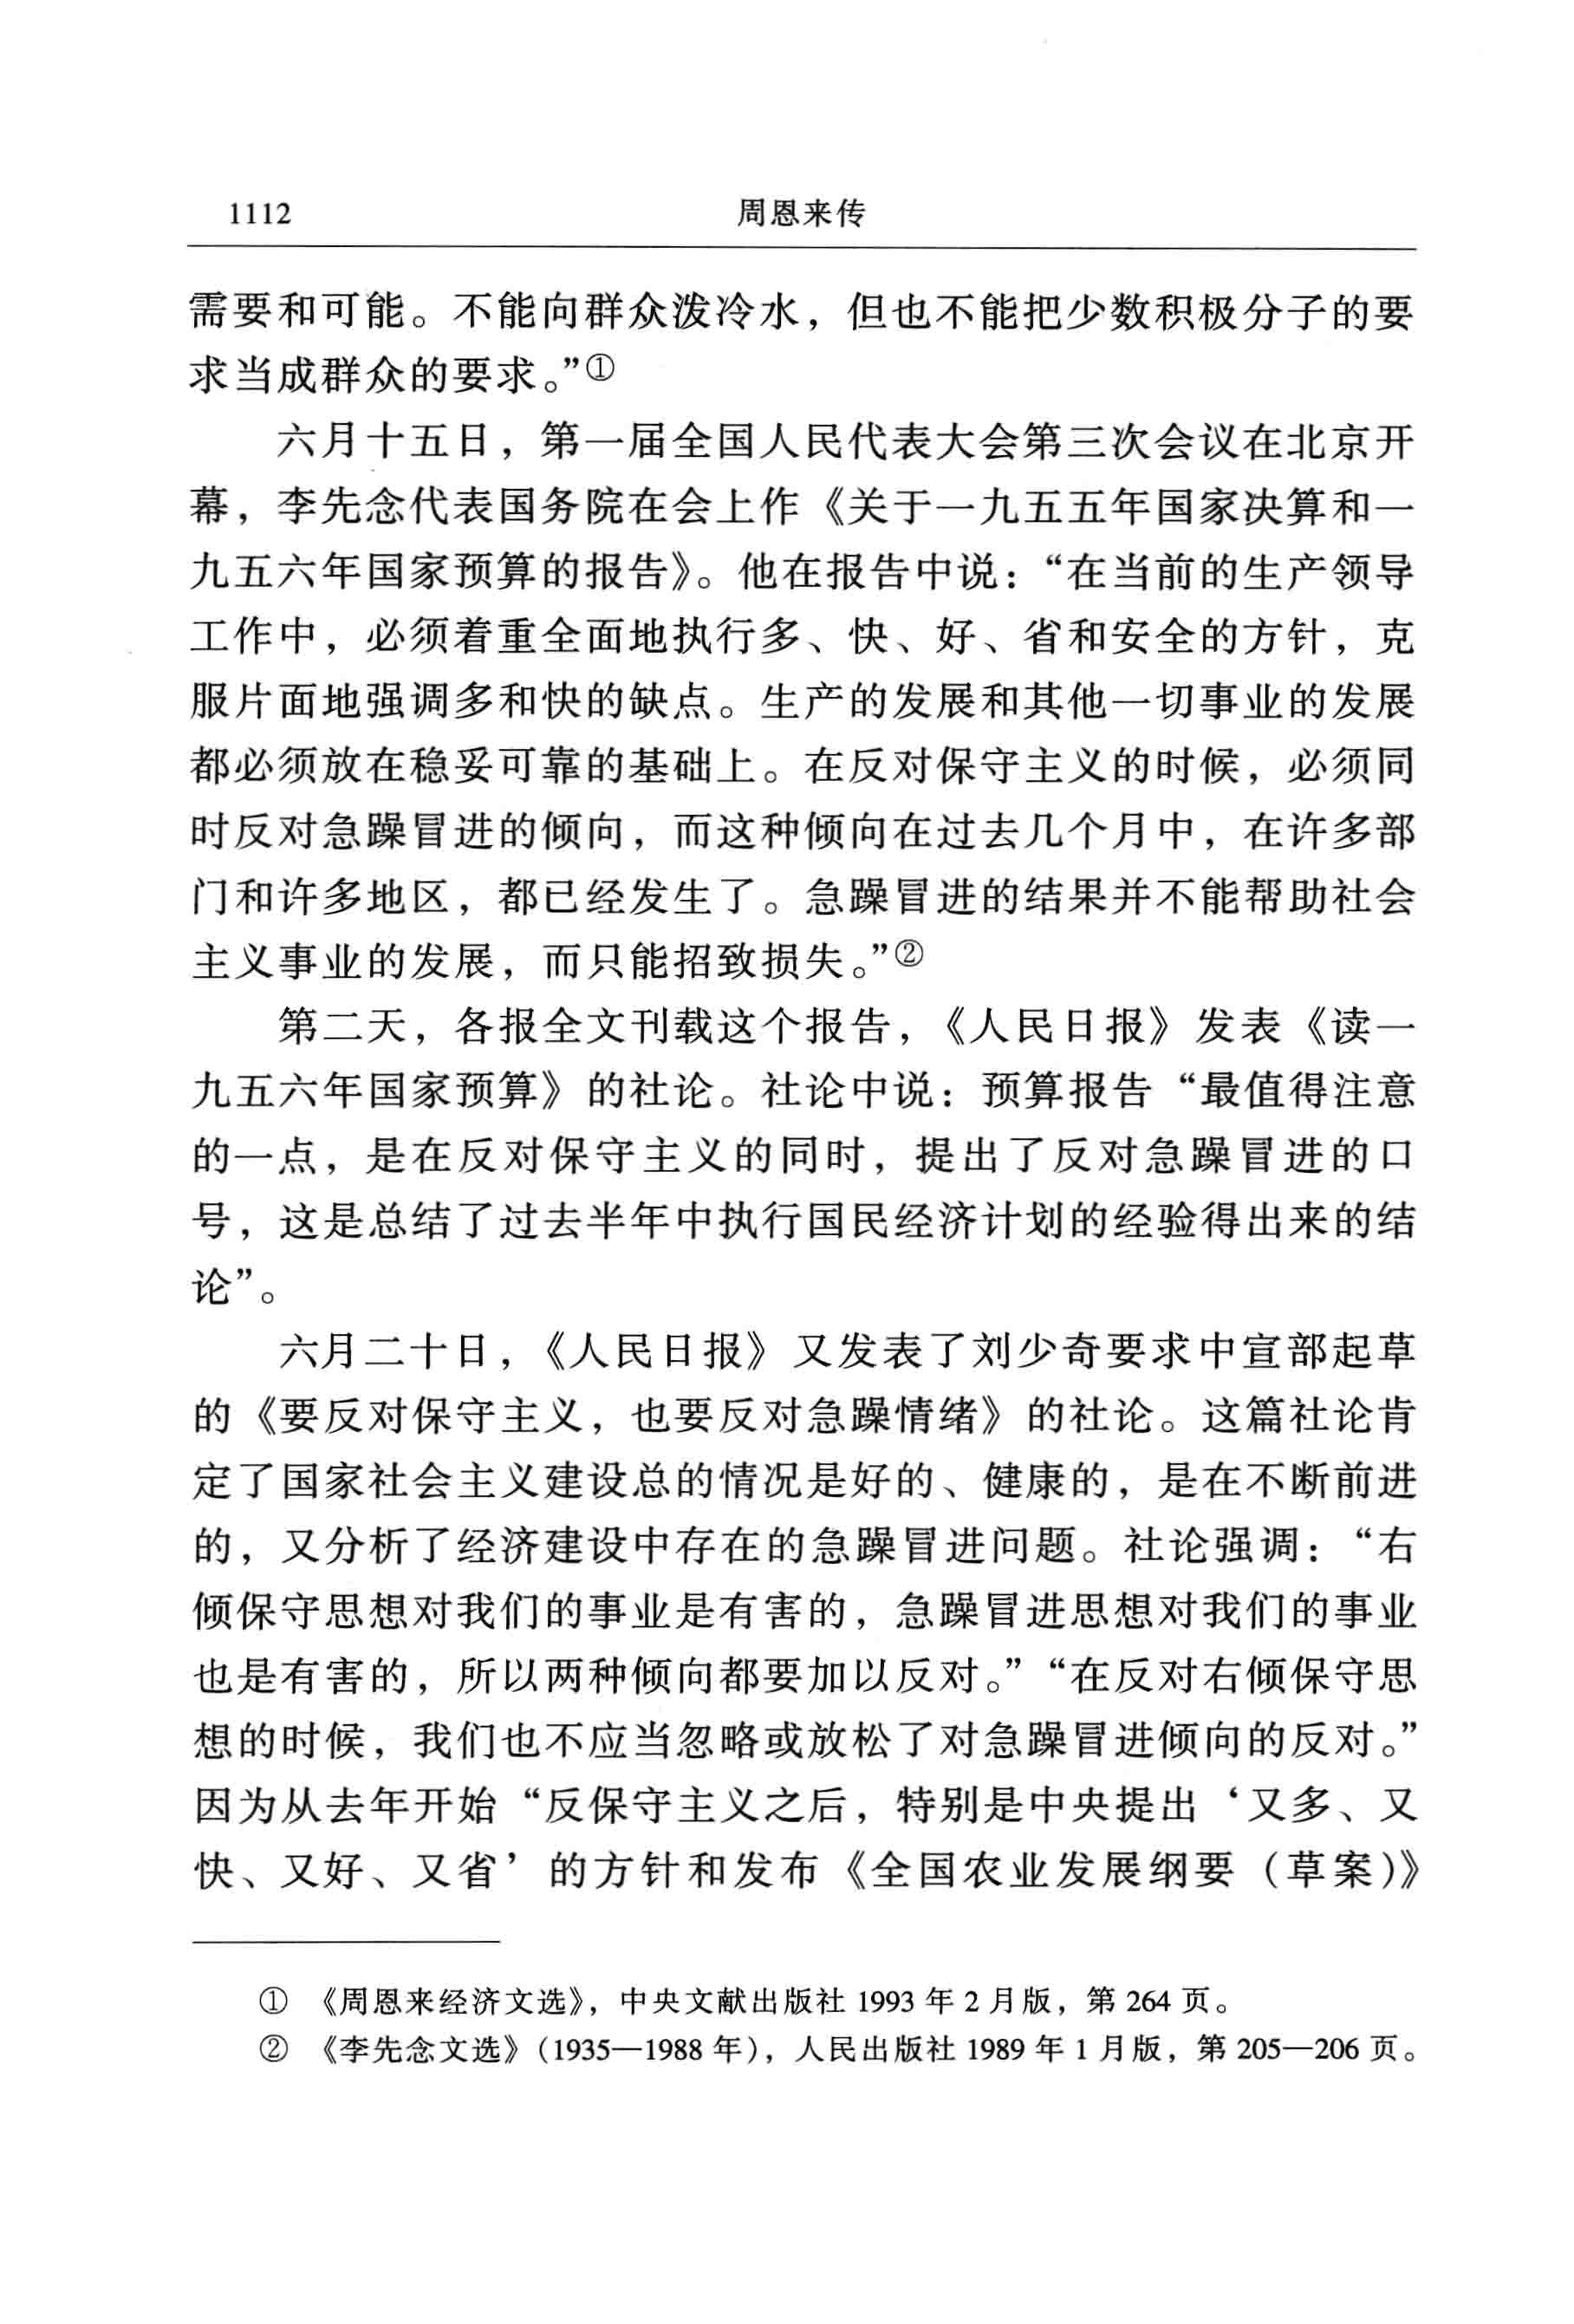 1112 周恩来传
需要和可能。不能向群众泼冷水，但也不能把少数积极分子的要
求当成群众的要求。”①
六月十五日，第一届全国人民代表大会第三次会议在北京开
幕，李先念代表国务院在会上作《关于一九五五年国家决算和一
九五六年国家预算的报告》。他在报告中说：“在当前的生产领导
工作中，必须着重全面地执行多、快、好、省和安全的方针，克
服片面地强调多和快的缺点。生产的发展和其他一切事业的发展
都必须放在稳妥可靠的基础上。在反对保守主义的时候，必须同
时反对急躁冒进的倾向，而这种倾向在过去几个月中，在许多部
门和许多地区，都已经发生了。急躁冒进的结果并不能帮助社会
主义事业的发展，而只能招致损失。”②
第二天，各报全文刊载这个报告，《人民日报》发表《读一
九五六年国家预算》的社论。社论中说：预算报告“最值得注意
的一点，是在反对保守主义的同时，提出了反对急躁冒进的口
号，这是总结了过去半年中执行国民经济计划的经验得出来的结
论”。
六月二十日，《人民日报》又发表了刘少奇要求中宣部起草
的《要反对保守主义，也要反对急躁情绪》的社论。这篇社论肯
定了国家社会主义建设总的情况是好的、健康的，是在不断前进
的，又分析了经济建设中存在的急躁冒进问题。社论强调：“右
倾保守思想对我们的事业是有害的，急躁冒进思想对我们的事业
也是有害的，所以两种倾向都要加以反对。”“在反对右倾保守思
想的时候，我们也不应当忽略或放松了对急躁冒进倾向的反对。”
因为从去年开始“反保守主义之后，特别是中央提出‘又多、又
快、又好、又省’的方针和发布《全国农业发展纲要（草案）》
① 《周恩来经济文选》，中央文献出版社 1993 年 2 月版，第 264 页。
② 《李先念文选》（1935—1988 年），人民出版社 1989 年 1 月版，第 205—206 页。